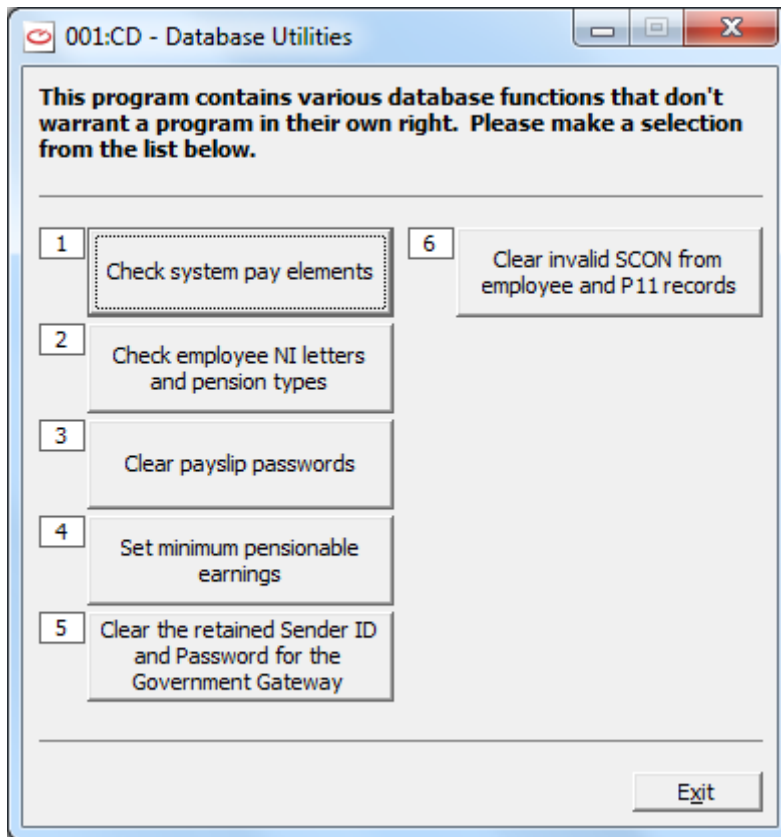 001:CD - Database Utilities
This program contains various database functions that don't
warrant a program in their own right. Please make a selection
from the list below.
1
Check system pay elements
2
Check employee NI letters
and pension types
3
Clear payslip passwords
4
Set minimum pensionable
earnings
5
Clear the retained Sender ID
and Password for the
Government Gateway
6
Clear invalid SCON from
employee and P11 records
Exit